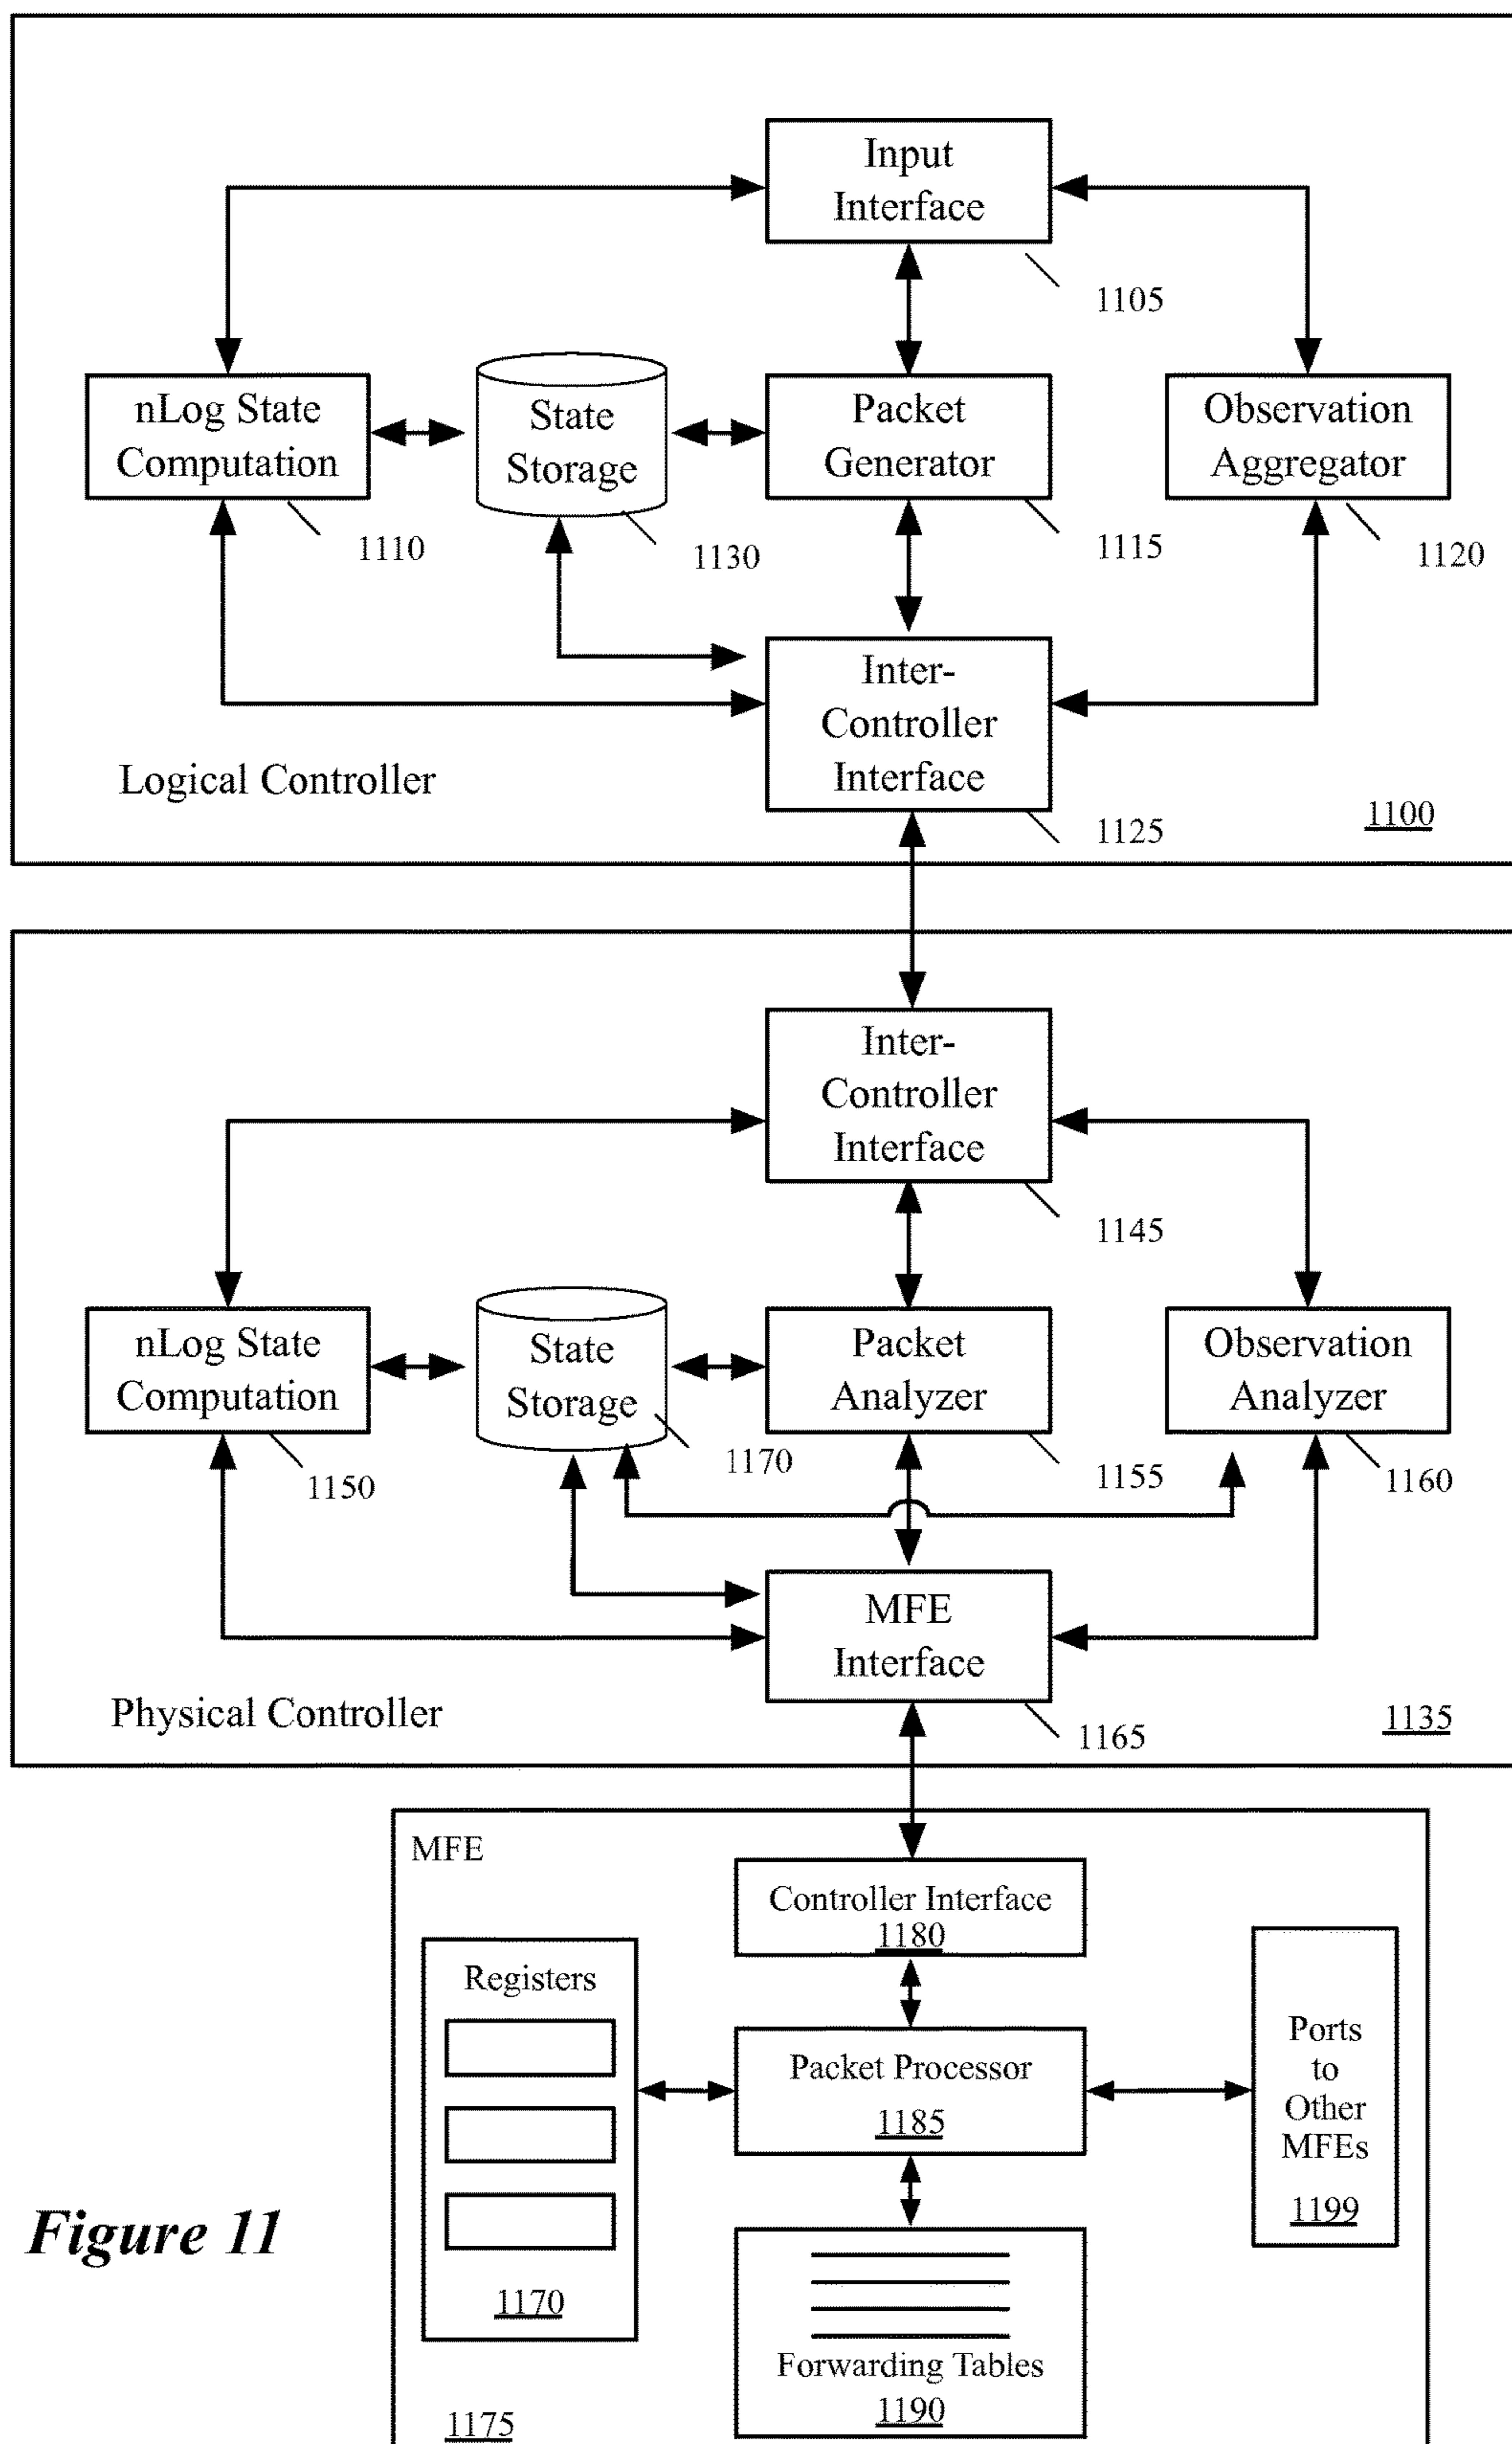 Input
Interface
1105
nLog State
Computation
1110
State
Storage
1130
Packet
Generator
1115
Observation
Aggregator
1120
Inter-
Controller
Interface
1125
Logical Controller
1100
Inter-
Controller
Interface
1145
nLog State
Computation
1150
State
Storage
1170
Packet
Analyzer
1155
Observation
Analyzer
1160
MFE
Interface
1165
Physical Controller
1135
MFE
Controller Interface
1180
Registers
1170
Packet Processor
1185
Ports
to
Other
MFEs
1199
Forwarding Tables
1190
1175
Figure 11